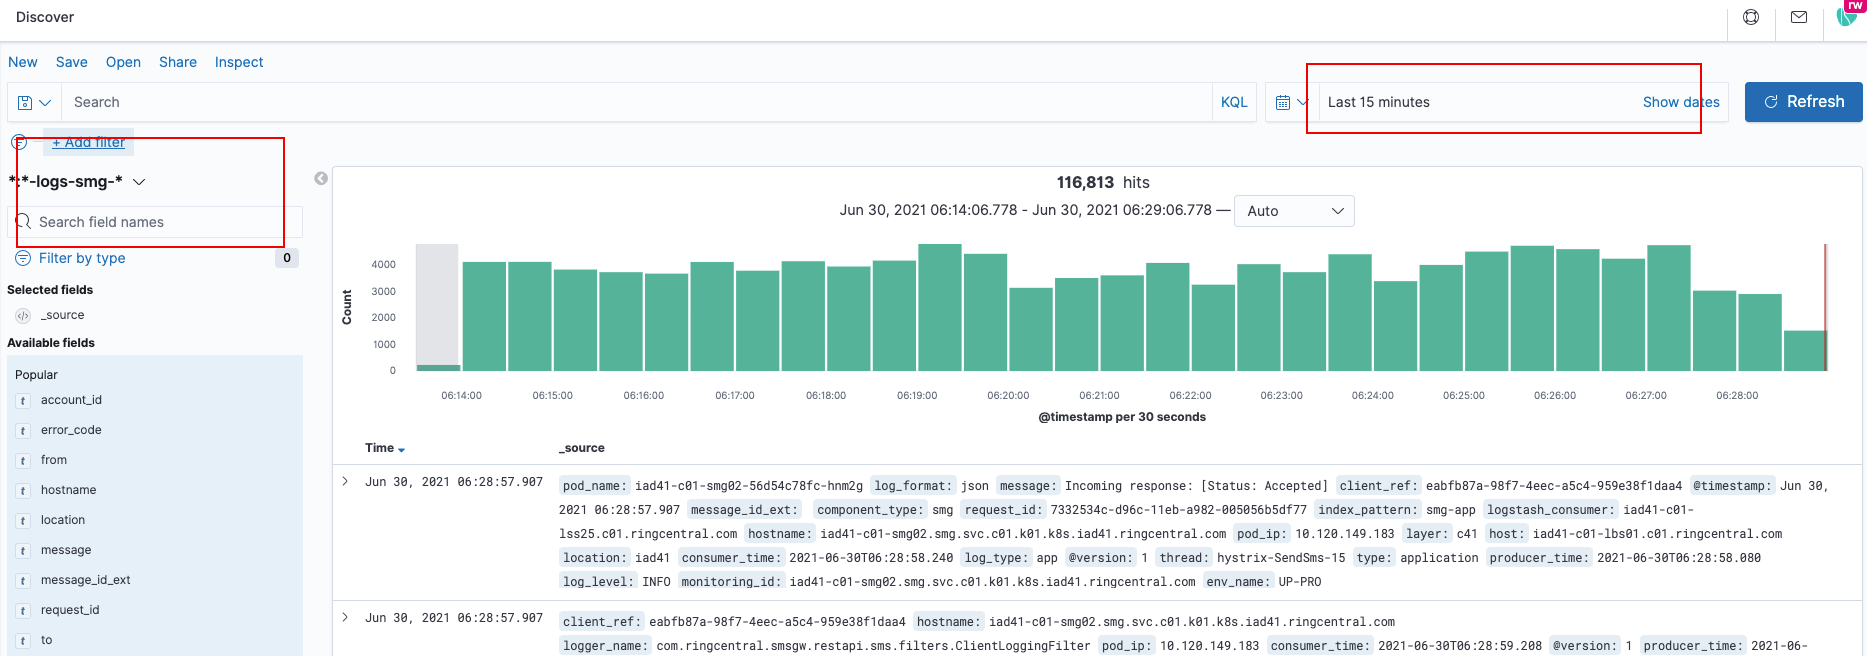 Discover
rw
New Save Open Share Inspect
Search KQL Last 15 minutes Show dates Refresh
+ Add filter
*:*-logs-smg-*
Search field names
Filter by type 0
Selected fields
_source
Available fields
Popular
account_id
error_code
from
hostname
location
message
message_id_ext
request_id
to
116,813 hits
Jun 30, 2021 06:14:06.778 - Jun 30, 2021 06:29:06.778 — Auto
Count
4000
3000
2000
1000
0
06:14:00 06:15:00 06:16:00 06:17:00 06:18:00 06:19:00 06:20:00 06:21:00 06:22:00 06:23:00 06:24:00 06:25:00 06:26:00 06:27:00 06:28:00
@timestamp per 30 seconds
Time _source
Jun 30, 2021 06:28:57.907 pod_name: iad41-c01-smg02-56d54c78fc-hnm2g log_format: json message: Incoming response: [Status: Accepted] client_ref: eabfb87a-98f7-4eec-a5c4-959e38f1daa4 @timestamp: Jun 30,
2021 06:28:57.907 message_id_ext: component_type: smg request_id: 7332534c-d96c-11eb-a982-005056b5df77 index_pattern: smg-app logstash_consumer: iad41-c01-
lss25.c01.ringcentral.com hostname: iad41-c01-smg02.smg.svc.c01.k01.k8s.iad41.ringcentral.com pod_ip: 10.120.149.183 layer: c41 host: iad41-c01-lbs01.c01.ringcentral.com
location: iad41 consumer_time: 2021-06-30T06:28:58.240 log_type: app @version: 1 thread: hystrix-SendSms-15 type: application producer_time: 2021-06-30T06:28:58.080
log_level: INFO monitoring_id: iad41-c01-smg02.smg.svc.c01.k01.k8s.iad41.ringcentral.com env_name: UP-PRO
Jun 30, 2021 06:28:57.907 client_ref: eabfb87a-98f7-4eec-a5c4-959e38f1daa4 hostname: iad41-c01-smg02.smg.svc.c01.k01.k8s.iad41.ringcentral.com
logger_name: com.ringcentral.smsgw.restapi.sms.filters.ClientLoggingFilter pod_ip: 10.120.149.183 consumer_time: 2021-06-30T06:28:59.208 @version: 1 producer_time: 2021-06-